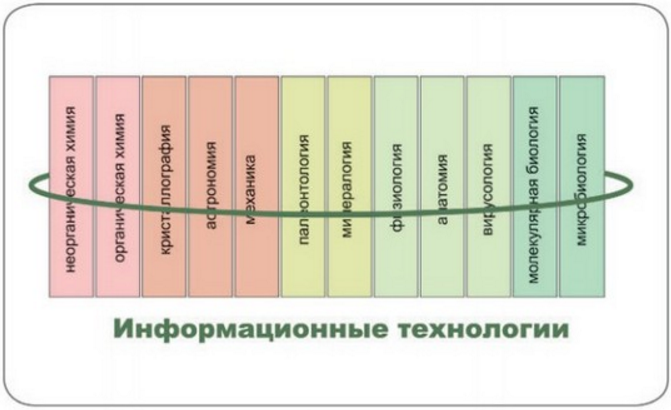 неорганическая химия
органическая химия
кристаллография
астрономия
механика
палеонтология
минералогия
физиология
анатомия
вирусология
молекулярная биология
микробиология
Информационные технологии